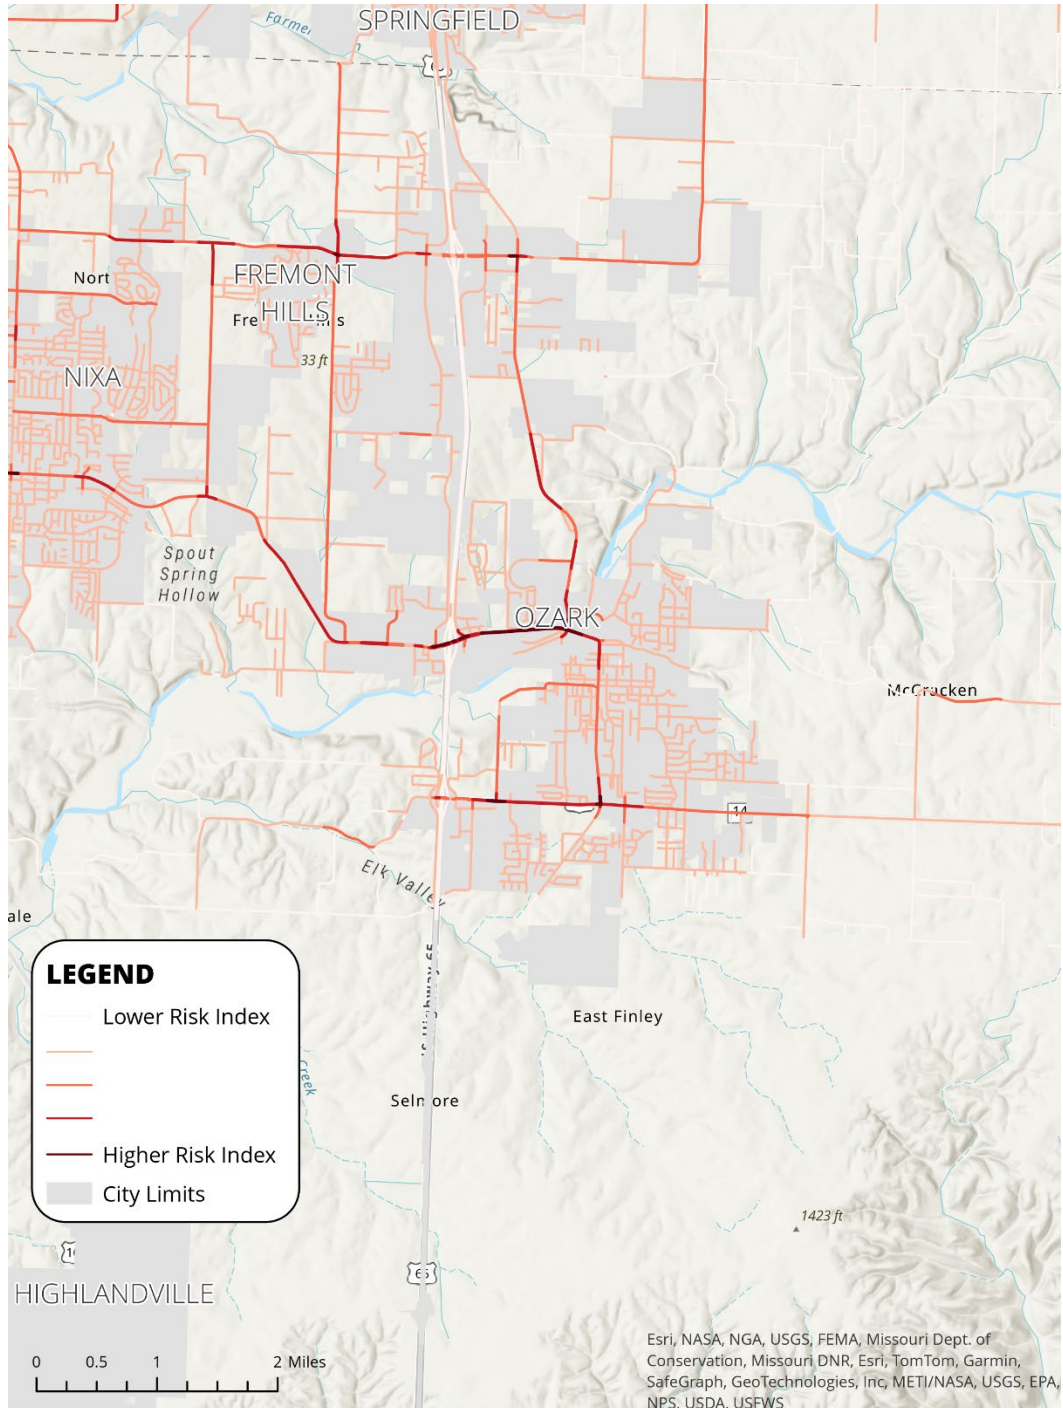 SPRINGFIELD
Nort
FREMONT
HILLS
33 ft
NIXA
Spout
Spring
Hollow
OZARK
McCracken
14
Elk Valley
East Finley
Creek
Selmore
65
1423 ft
HIGHLANDVILLE
LEGEND
Lower Risk Index
Higher Risk Index
City Limits
0 0.5 1 2 Miles
Esri, NASA, NGA, USGS, FEMA, Missouri Dept. of
Conservation, Missouri DNR, Esri, TomTom, Garmin,
SafeGraph, GeoTechnologies, Inc, METI/NASA, USGS, EPA,
NPS, USDA, USFWS